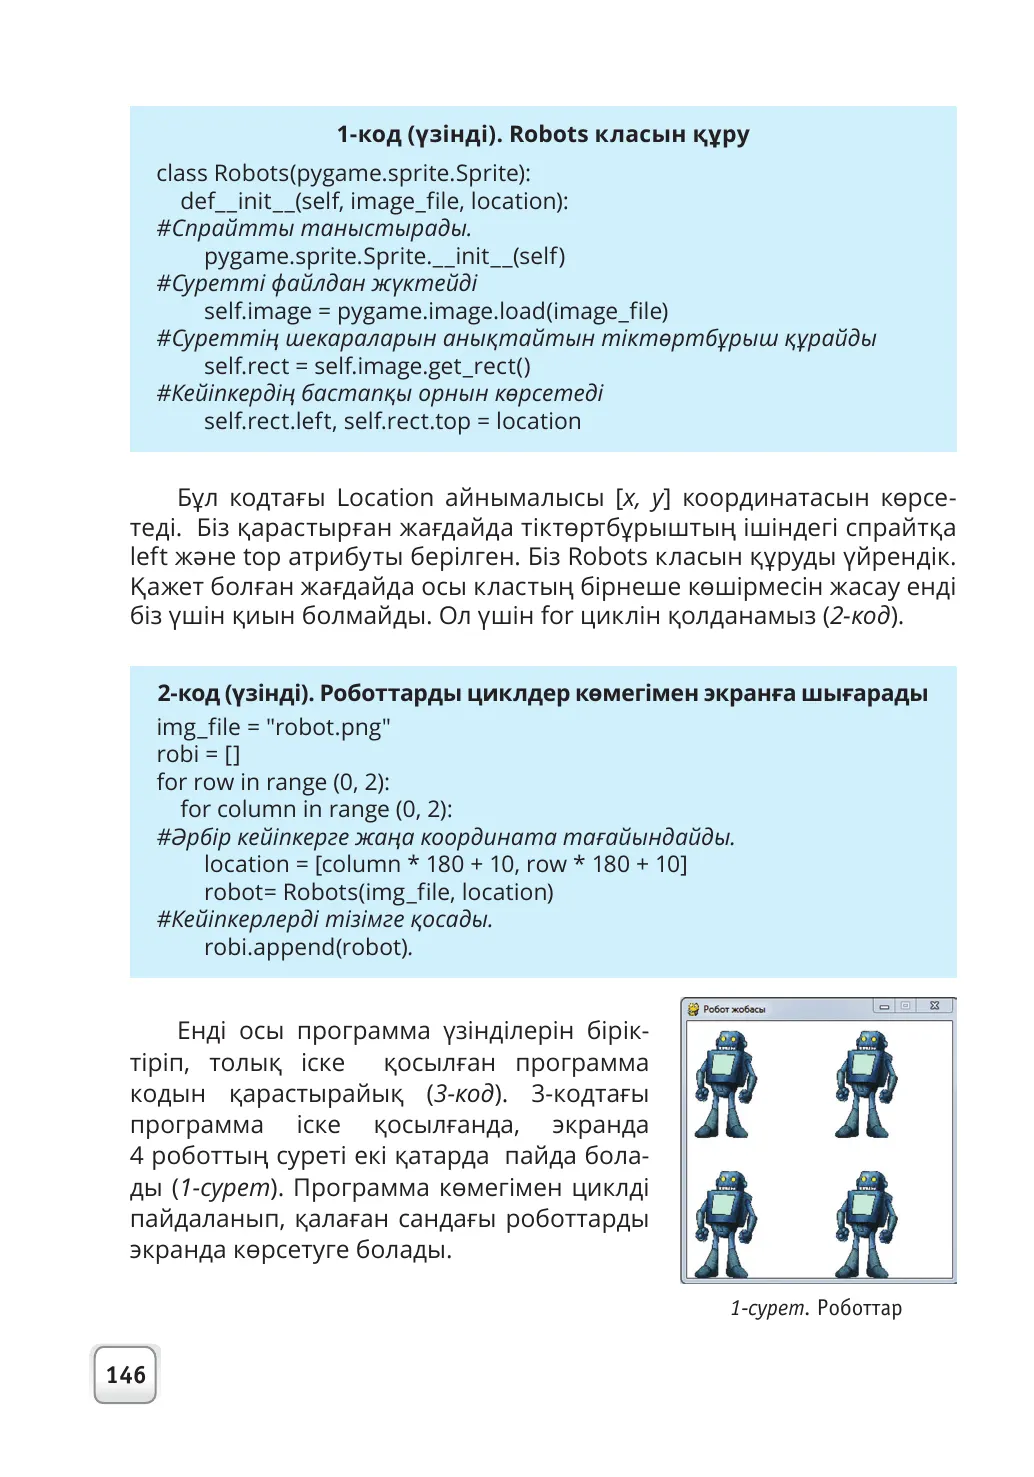 1-код (үзінді). Robots класын құру
class Robots(pygame.sprite.Sprite):
def__init__(self, image_file, location):
#Спрайтты таныстырады.
pygame.sprite.Sprite.__init__(self)
#Суретті файлдан жүктейді
self.image = pygame.image.load(image_file)
#Суреттің шекараларын анықтайтын тіктөртбұрыш құрайды
self.rect = self.image.get_rect()
#Кейіпкердің бастапқы орнын көрсетеді
self.rect.left, self.rect.top = location
Бұл кодтағы Location айнымалысы [x, y] координатасын көрсе-
теді. Біз қарастырған жағдайда тіктөртбұрыштың ішіндегі спрайтқа
left және top атрибуты берілген. Біз Robots класын құруды үйрендік.
Қажет болған жағдайда осы кластың бірнеше көшірмесін жасау енді
біз үшін қиын болмайды. Ол үшін for циклін қолданамыз (2-код).
2-код (үзінді). Роботтарды циклдер көмегімен экранға шығарады
img_file = "robot.png"
robi = []
for row in range (0, 2):
for column in range (0, 2):
#Әрбір кейіпкерге жаңа координата тағайындайды.
location = [column * 180 + 10, row * 180 + 10]
robot= Robots(img_file, location)
#Кейіпкерлерді тізімге қосады.
robi.append(robot).
Енді осы программа үзінділерін бірік-
тіріп, толық іске қосылған программа
кодын қарастырайық (3-код). 3-кодтағы
программа іске қосылғанда, экранда
4 роботтың суреті екі қатарда пайда бола-
ды (1-сурет). Программа көмегімен циклді
пайдаланып, қалаған сандағы роботтарды
экранда көрсетуге болады.
Робот жобасы
1-сурет. Роботтар
146